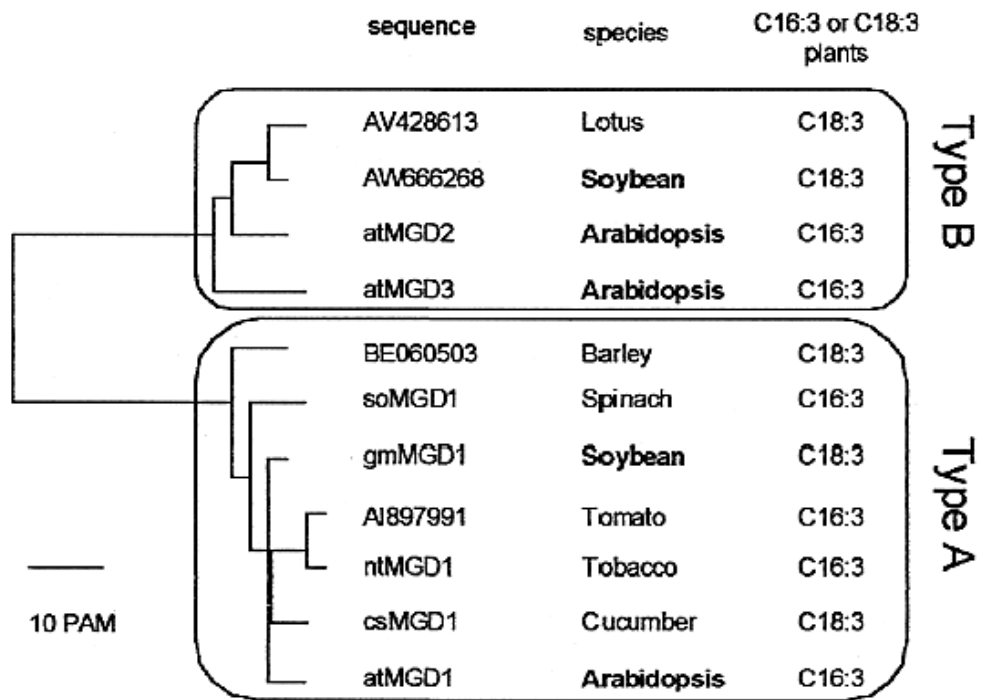 sequence species C16:3 or C18:3
plants
AV428613 Lotus C18:3
AW666268 Soybean C18:3
atMGD2 Arabidopsis C16:3
atMGD3 Arabidopsis C16:3
Type B
BE060503 Barley C18:3
soMGD1 Spinach C16:3
gmMGD1 Soybean C18:3
AI897991 Tomato C16:3
ntMGD1 Tobacco C16:3
csMGD1 Cucumber C18:3
atMGD1 Arabidopsis C16:3
Type A
10 PAM